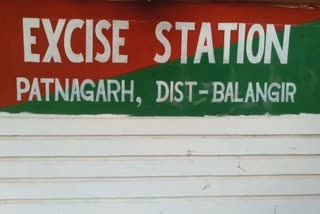 EXCISE STATION
PATNAGARH, DIST-BALANGIR